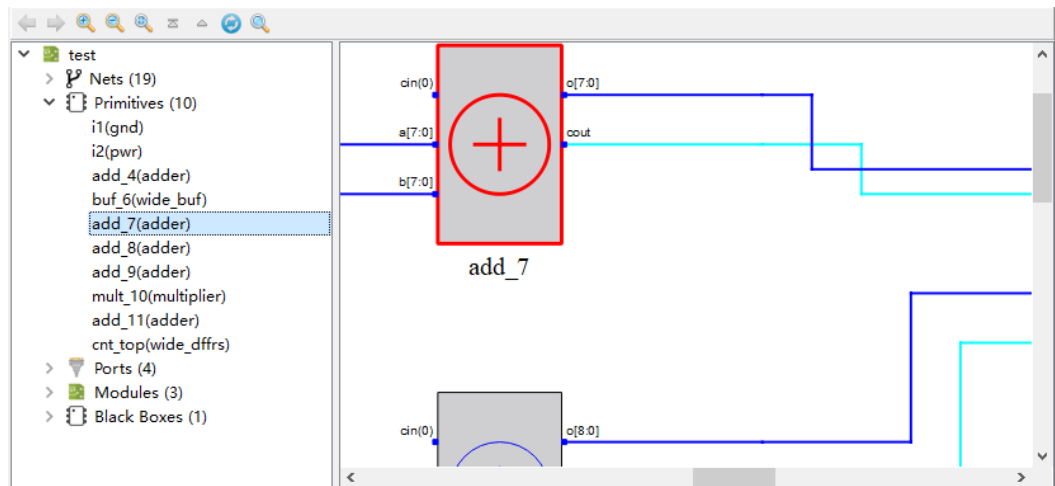 test
Nets (19)
Primitives (10)
i1(gnd)
i2(pwr)
add_4(adder)
buf_6(wide_buf)
add_7(adder)
add_8(adder)
add_9(adder)
mult_10(multiplier)
add_11(adder)
cnt_top(wide_dffrs)
Ports (4)
Modules (3)
Black Boxes (1)
cin(0)
o[7:0]
a[7:0]
cout
b[7:0]
add_7
cin(0)
o[8:0]